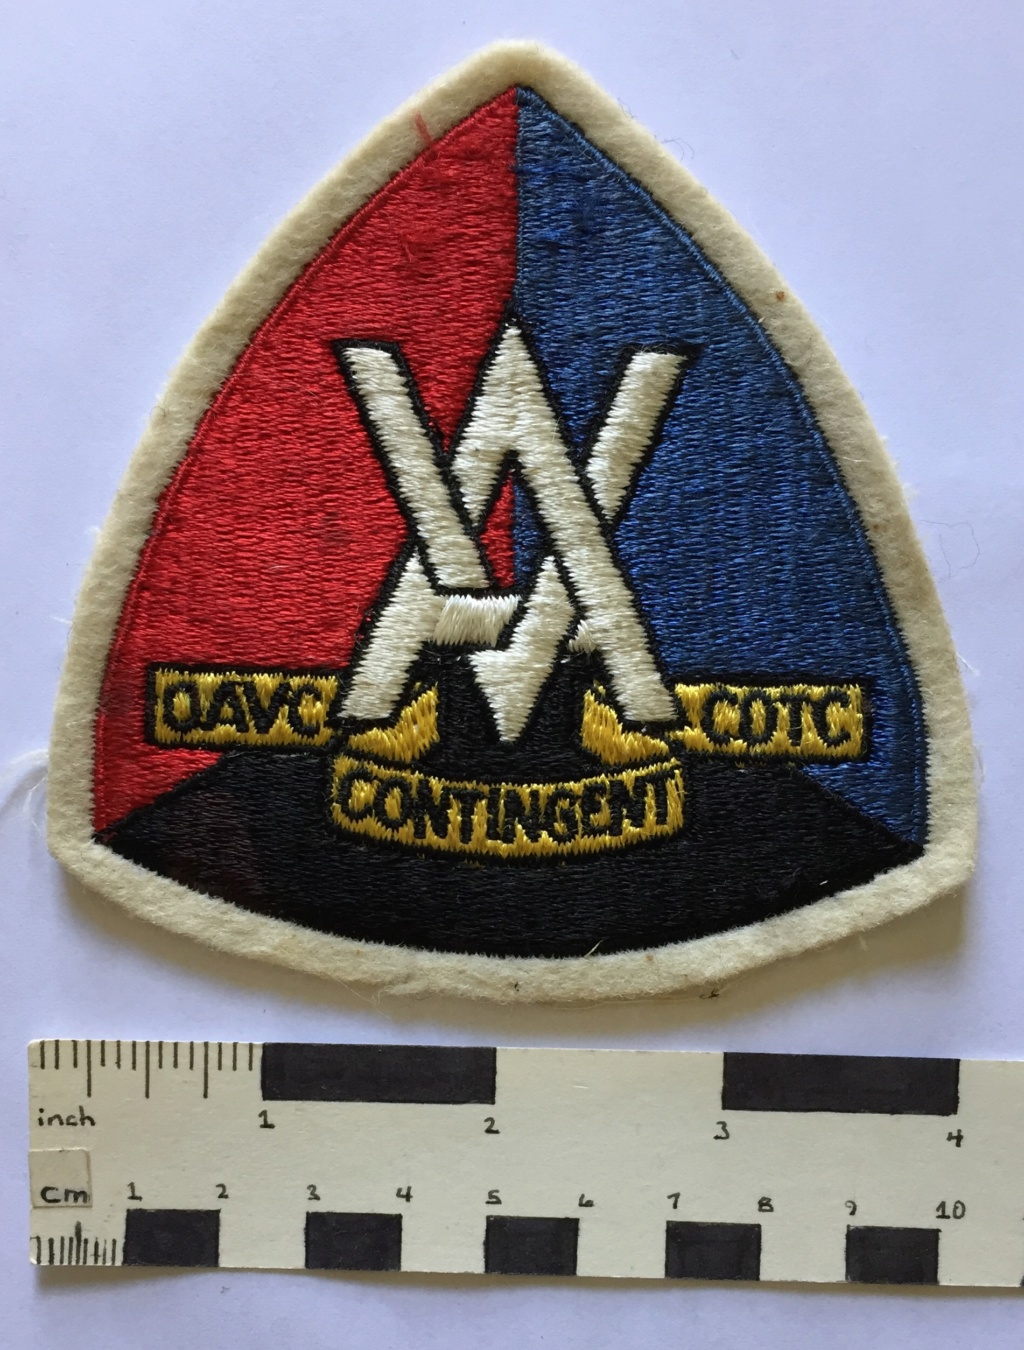 VA
OAVC COTC
CONTINGENT
inch 1 2 3 4
cm 1 2 3 4 5 6 7 8 9 10